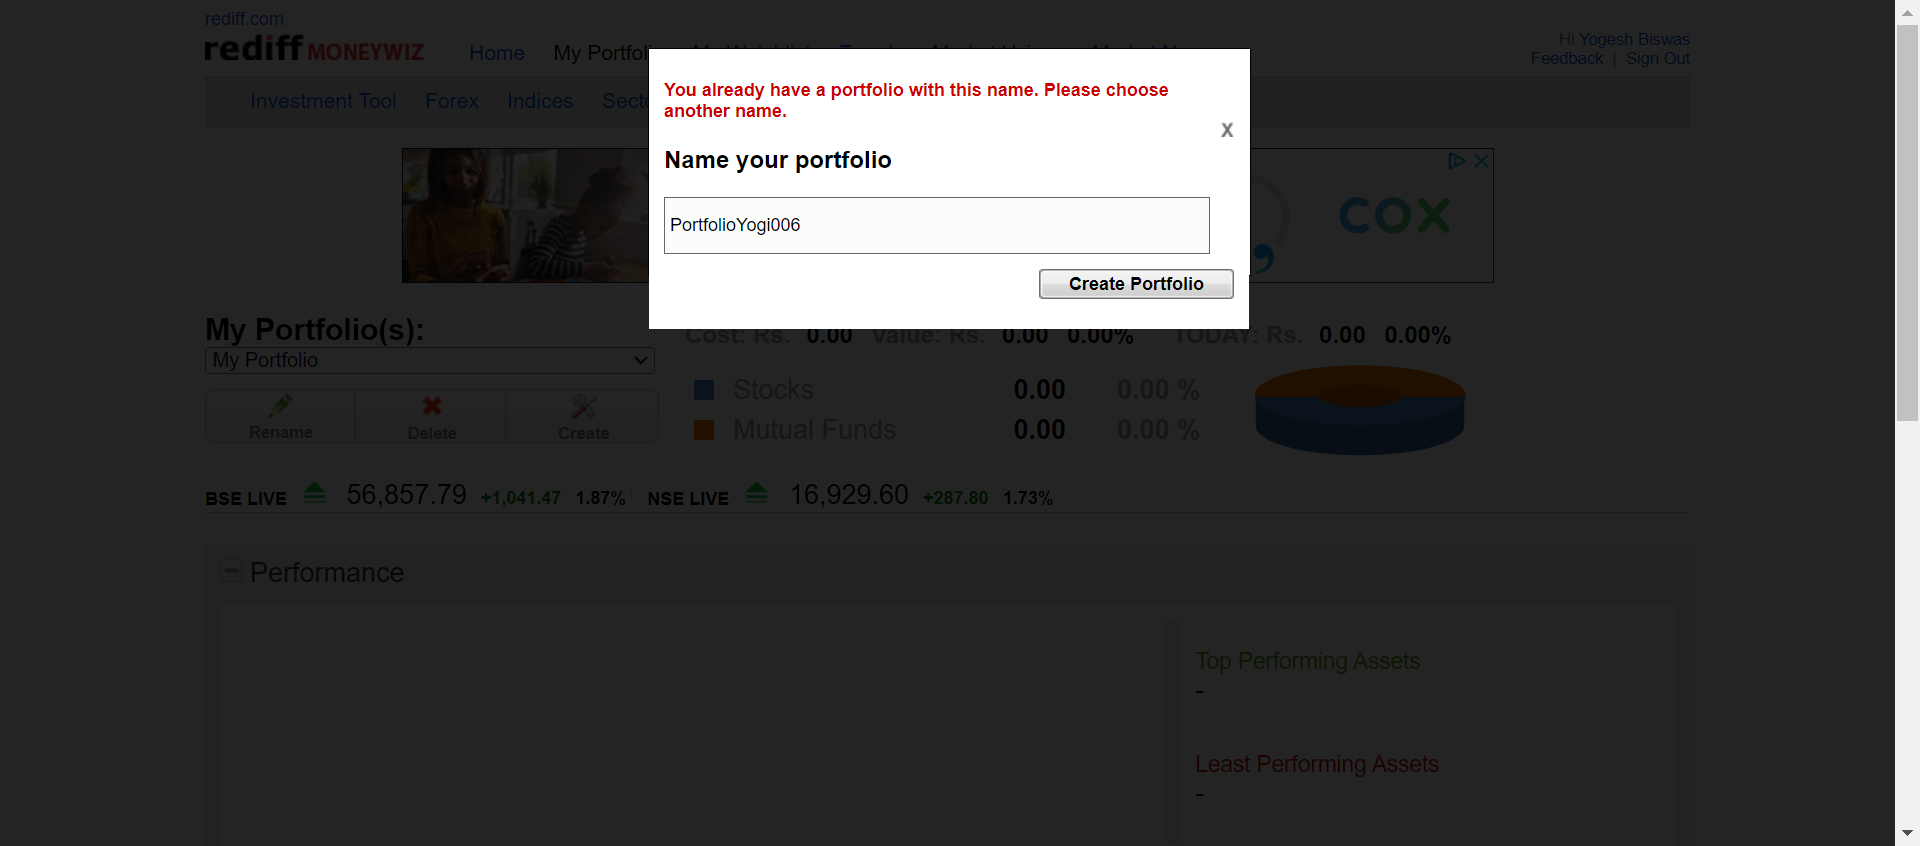 rediff.com
rediff MONEYWIZ
Home My Portfoli
Hi Yogesh Biswas
Feedback | Sign Out
Investment Tool Forex Indices Secto
You already have a portfolio with this name. Please choose
another name.
X
Name your portfolio
PortfolioYogi006
Create Portfolio
COX
My Portfolio(s):
My Portfolio
Cost: Rs. 0.00 Value: Rs. 0.00 0.00% TODAY: Rs. 0.00 0.00%
Rename Delete Create
Stocks 0.00 0.00 %
Mutual Funds 0.00 0.00 %
BSE LIVE 56,857.79 +1,041.47 1.87% NSE LIVE 16,929.60 +287.80 1.73%
Performance
Top Performing Assets
-
Least Performing Assets
-